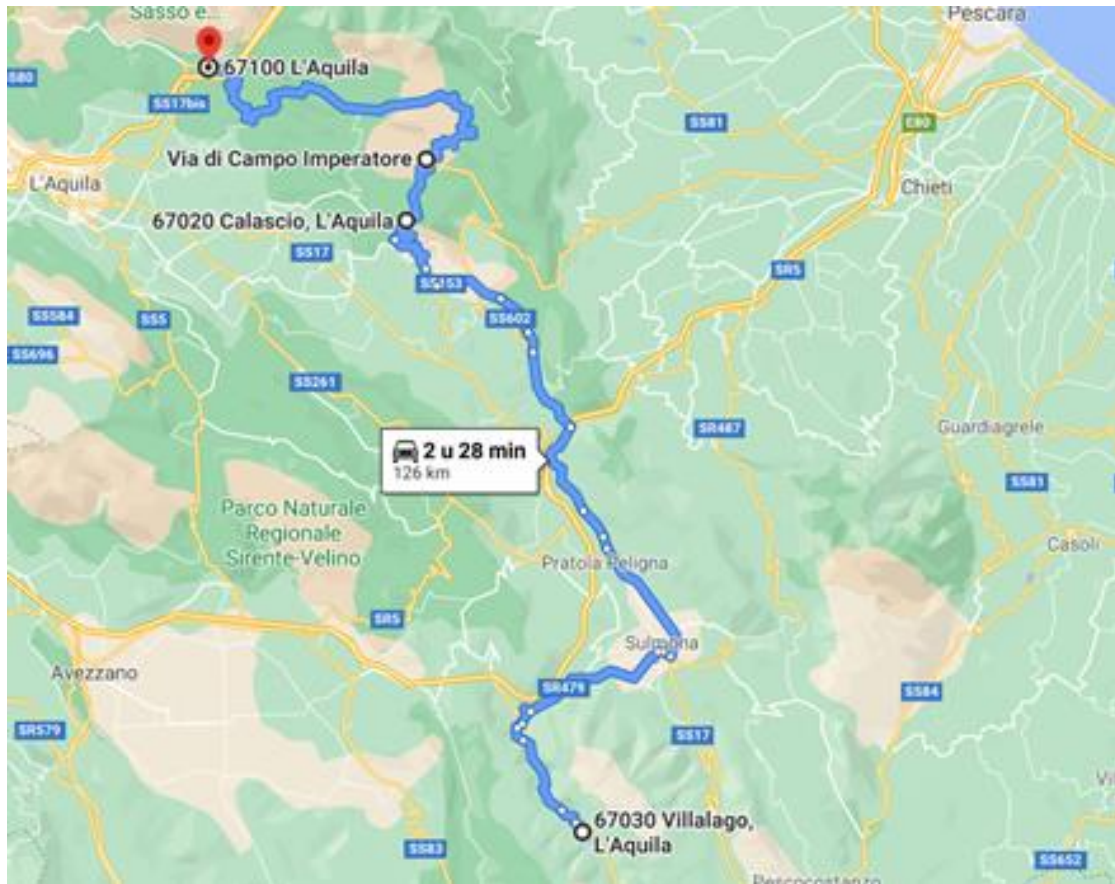 Sasso e...
Pescara
67100 L'Aquila
SS80
SS17bis
SS81
E80
Via di Campo Imperatore
L'Aquila
Chieti
67020 Calascio, L'Aquila
SS17
SR5
SS153
SS602
SS584
SS5
SS696
SS261
SR487
Guardiagrele
2 u 28 min
126 km
SS81
Parco Naturale
Regionale
Sirente-Velino
Casoli
Pratola Peligna
SR5
Sulmona
Avezzano
SR479
SS84
SR579
SS17
67030 Villalago,
L'Aquila
SS83
SS652
Pescocostanzo